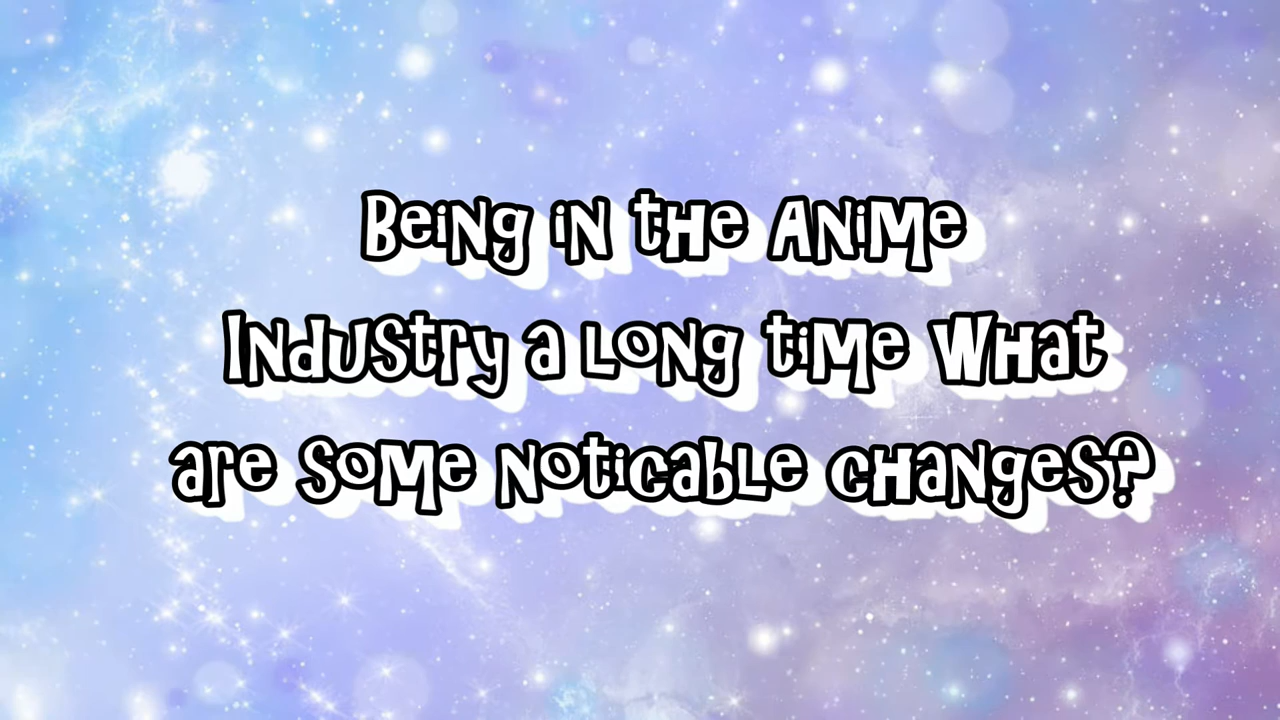 Being in the Anime
Industry a long time What
are some noticable changes?